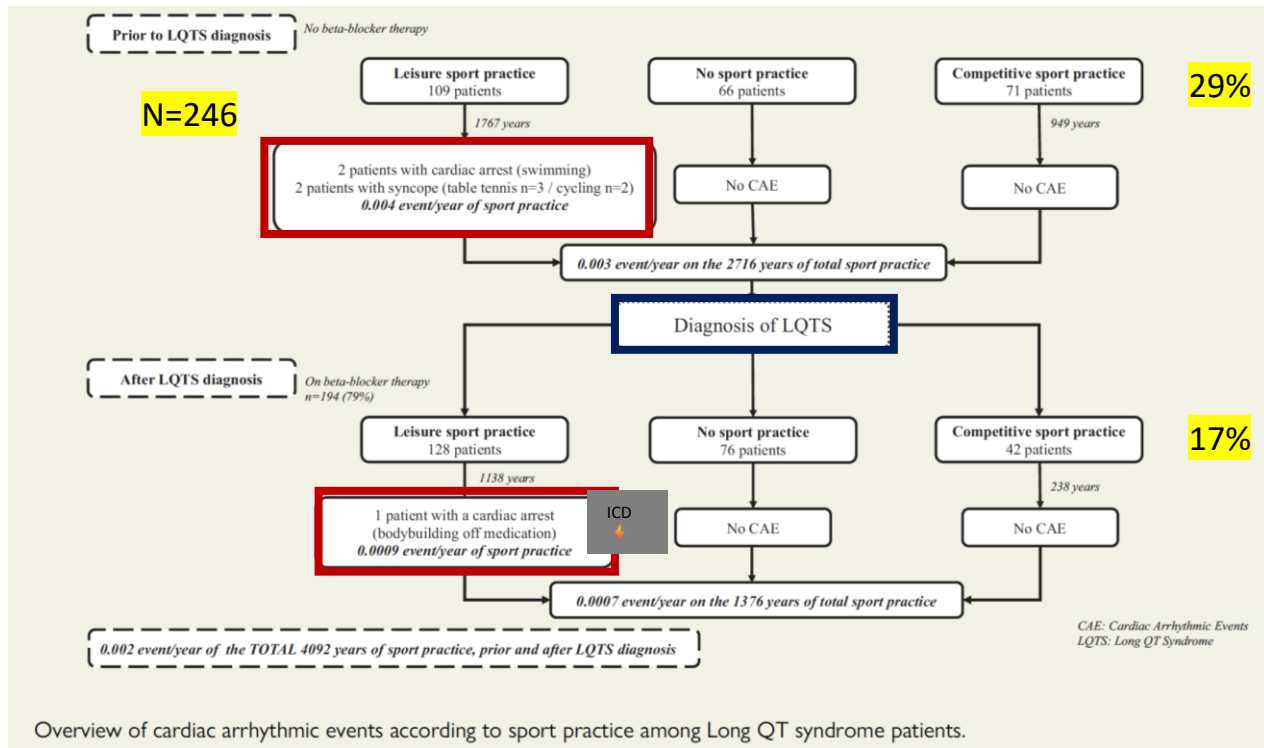 Prior to LQTS diagnosis
No beta-blocker therapy
N=246
Leisure sport practice
109 patients
No sport practice
66 patients
Competitive sport practice
71 patients
29%
1767 years
949 years
2 patients with cardiac arrest (swimming)
2 patients with syncope (table tennis n=3 / cycling n=2)
0.004 event/year of sport practice
No CAE
No CAE
0.003 event/year on the 2716 years of total sport practice
Diagnosis of LQTS
After LQTS diagnosis
On beta-blocker therapy
n=194 (79%)
Leisure sport practice
128 patients
No sport practice
76 patients
Competitive sport practice
42 patients
17%
1138 years
238 years
1 patient with a cardiac arrest
(bodybuilding off medication)
0.0009 event/year of sport practice
ICD
No CAE
No CAE
0.0007 event/year on the 1376 years of total sport practice
CAE: Cardiac Arrhythmic Events
LQTS: Long QT Syndrome
0.002 event/year of the TOTAL 4092 years of sport practice, prior and after LQTS diagnosis
Overview of cardiac arrhythmic events according to sport practice among Long QT syndrome patients.